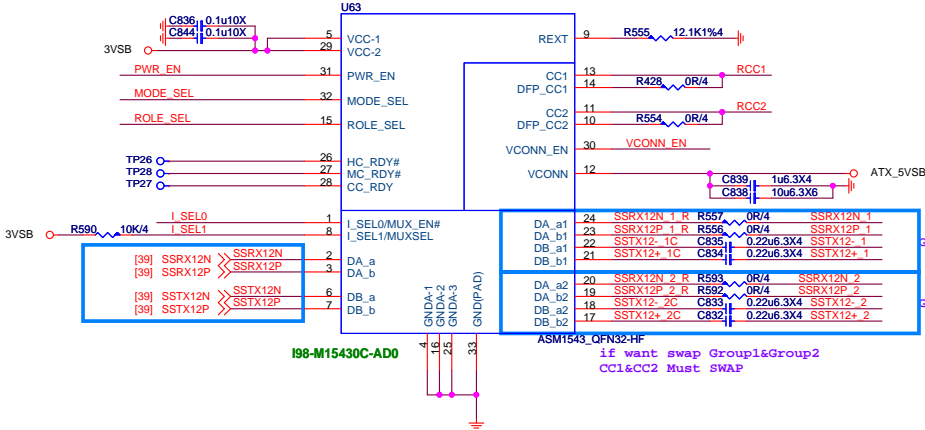 U63
C836 0.1u10X
C844 0.1u10X
3VSB
5 VCC-1
29 VCC-2
PWR_EN 31 PWR_EN
MODE_SEL 32 MODE_SEL
ROLE_SEL 15 ROLE_SEL
TP26 26 HC_RDY#
TP28 27 MC_RDY#
TP27 28 CC_RDY
I_SEL0 1 I_SEL0/MUX_EN#
3VSB R590 10K/4 I_SEL1 8 I_SEL1/MUXSEL
[39] SSRX12N SSRX12N 2 DA_a
[39] SSRX12P SSRX12P 3 DA_b
[39] SSTX12N SSTX12N 6 DB_a
[39] SSTX12P SSTX12P 7 DB_b
REXT 9 R555 12.1K1%4
CC1 13 RCC1
DFP_CC1 14 R428 0R/4
CC2 11 RCC2
DFP_CC2 10 R554 0R/4
VCONN_EN 30 VCONN_EN
VCONN 12 ATX_5VSB
C839 1u6.3X4
C838 10u6.3X6
DA_a1 24 SSRX12N_1_R R557 0R/4 SSRX12N_1
DA_b1 23 SSRX12P_1_R R556 0R/4 SSRX12P_1
DB_a1 22 SSTX12-_1C C835 0.22u6.3X4 SSTX12-_1
DB_b1 21 SSTX12+_1C C834 0.22u6.3X4 SSTX12+_1
DA_a2 20 SSRX12N_2_R R593 0R/4 SSRX12N_2
DA_b2 19 SSRX12P_2_R R592 0R/4 SSRX12P_2
DB_a2 18 SSTX12-_2C C833 0.22u6.3X4 SSTX12-_2
DB_b2 17 SSTX12+_2C C832 0.22u6.3X4 SSTX12+_2
GNDA-1
GNDA-2
GNDA-3
GND(PAD)
4 16 25 33
I98-M15430C-AD0
ASM1543_QFN32-HF
if want swap Group1&Group2
CC1&CC2 Must SWAP